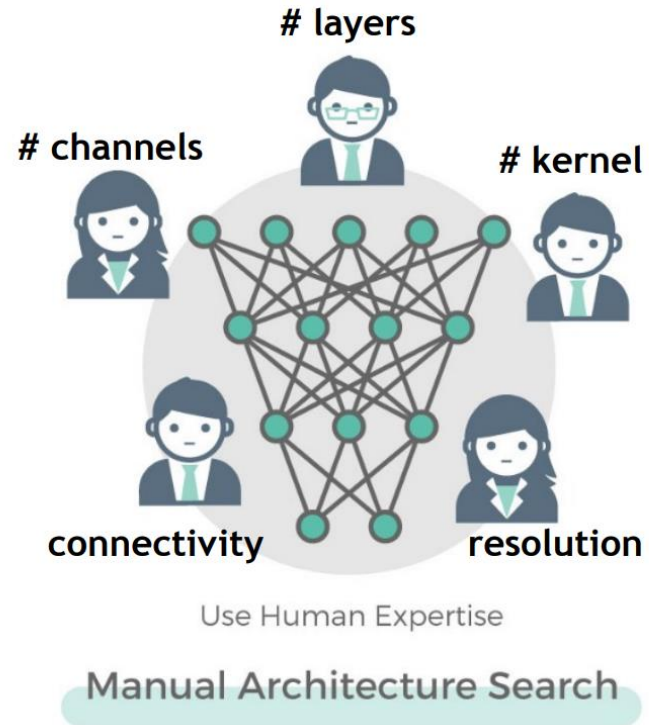 # layers
# channels
# kernel
connectivity
resolution
Use Human Expertise
Manual Architecture Search